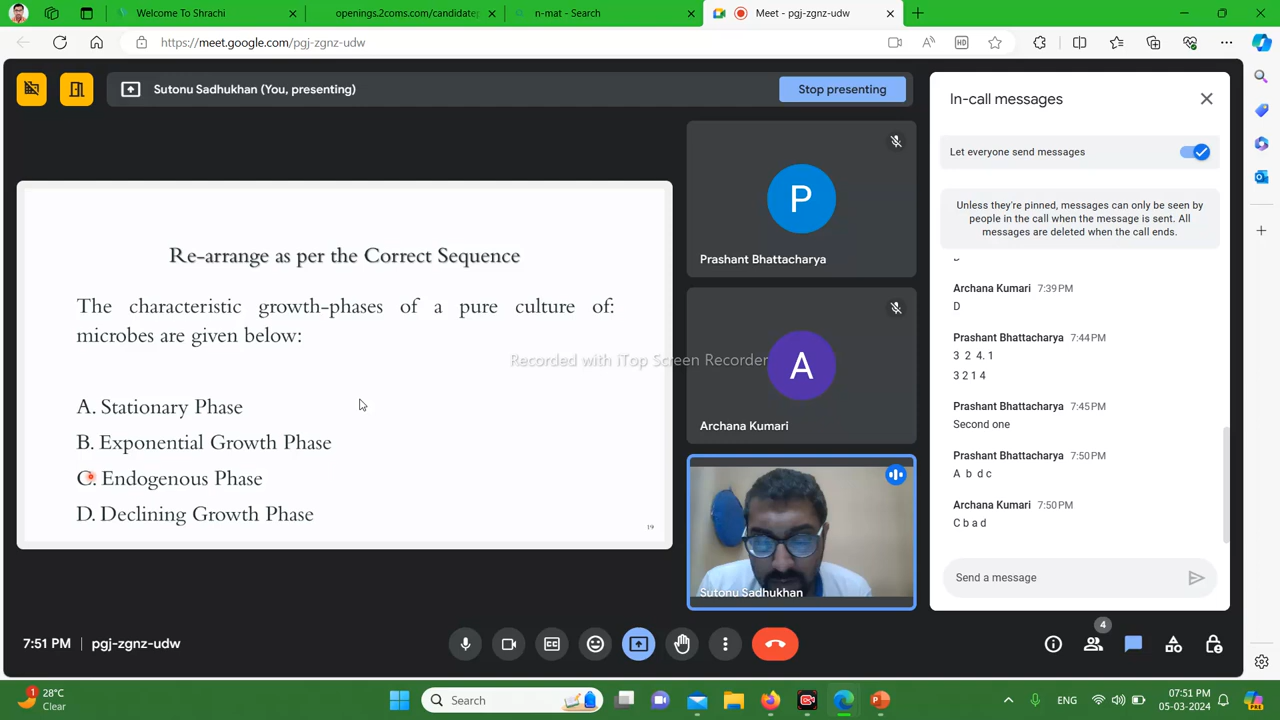 Welcome To Shrachi
openings.2coms.com/candidate
n-mat - Search
Meet - pgj-zgnz-udw
https://meet.google.com/pgj-zgnz-udw
Sutonu Sadhukhan (You, presenting)
Stop presenting
Re-arrange as per the Correct Sequence
The characteristic growth-phases of a pure culture of:
microbes are given below:
A. Stationary Phase
B. Exponential Growth Phase
C. Endogenous Phase
D. Declining Growth Phase
19
Recorded with iTop Screen Recorder
P
Prashant Bhattacharya
A
Archana Kumari
Sutonu Sadhukhan
In-call messages
Let everyone send messages
Unless they're pinned, messages can only be seen by
people in the call when the message is sent. All
messages are deleted when the call ends.
Archana Kumari 7:39 PM
D
Prashant Bhattacharya 7:44 PM
3 2 4. 1
3 2 1 4
Prashant Bhattacharya 7:45 PM
Second one
Prashant Bhattacharya 7:50 PM
A b d c
Archana Kumari 7:50 PM
C b a d
Send a message
7:51 PM | pgj-zgnz-udw
4
1
28°C
Clear
Search
ENG
07:51 PM
05-03-2024